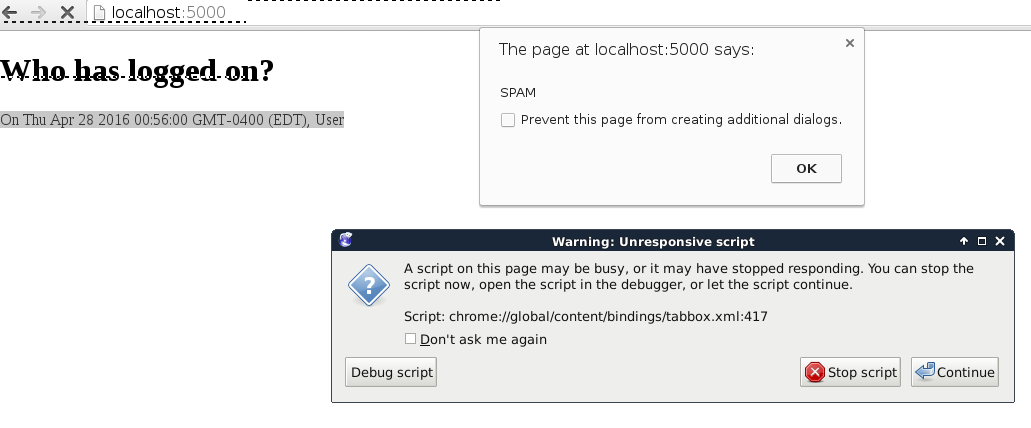 localhost:5000
The page at localhost:5000 says:
Who has logged on?
SPAM
On Thu Apr 28 2016 00:56:00 GMT-0400 (EDT), User
Prevent this page from creating additional dialogs.
OK
Warning: Unresponsive script
A script on this page may be busy, or it may have stopped responding. You can stop the
script now, open the script in the debugger, or let the script continue.
Script: chrome://global/content/bindings/tabbox.xml:417
Don't ask me again
Debug script
Stop script
Continue